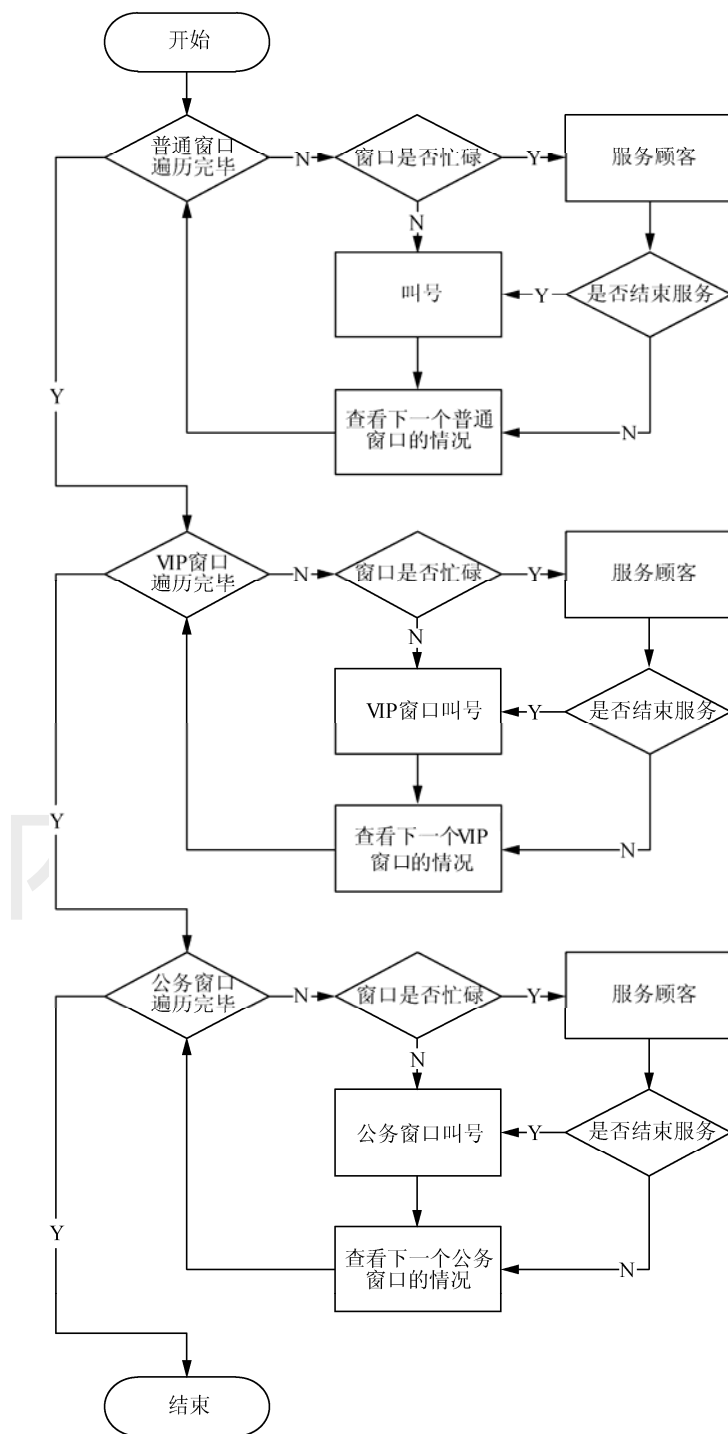 开始
普通窗口
遍历完毕
N
窗口是否忙碌
Y
服务顾客
N
叫号
Y
是否结束服务
Y
查看下一个普通
窗口的情况
N
VIP窗口
遍历完毕
N
窗口是否忙碌
Y
服务顾客
N
VIP窗口叫号
Y
是否结束服务
Y
查看下一个VIP
窗口的情况
N
公务窗口
遍历完毕
N
窗口是否忙碌
Y
服务顾客
N
公务窗口叫号
Y
是否结束服务
Y
查看下一个公务
窗口的情况
N
结束